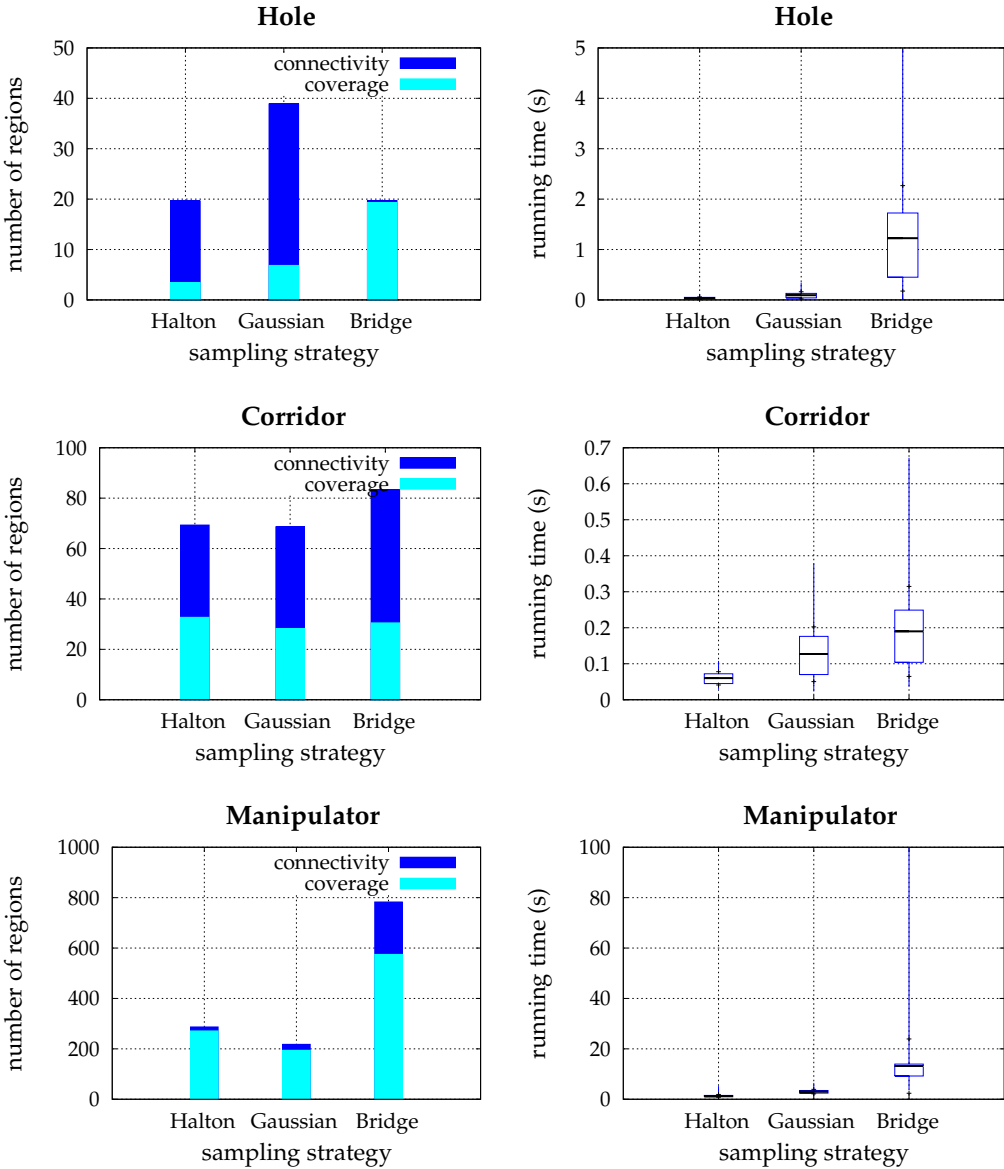 Hole
number of regions
50
40
30
20
10
0
connectivity
coverage
Halton Gaussian Bridge
sampling strategy
running time (s)
5
4
3
2
1
0
Halton Gaussian Bridge
sampling strategy
Corridor
number of regions
100
80
60
40
20
0
connectivity
coverage
Halton Gaussian Bridge
sampling strategy
Corridor
running time (s)
0.7
0.6
0.5
0.4
0.3
0.2
0.1
0
Halton Gaussian Bridge
sampling strategy
Manipulator
number of regions
1000
800
600
400
200
0
connectivity
coverage
Halton Gaussian Bridge
sampling strategy
Manipulator
running time (s)
100
80
60
40
20
0
Halton Gaussian Bridge
sampling strategy